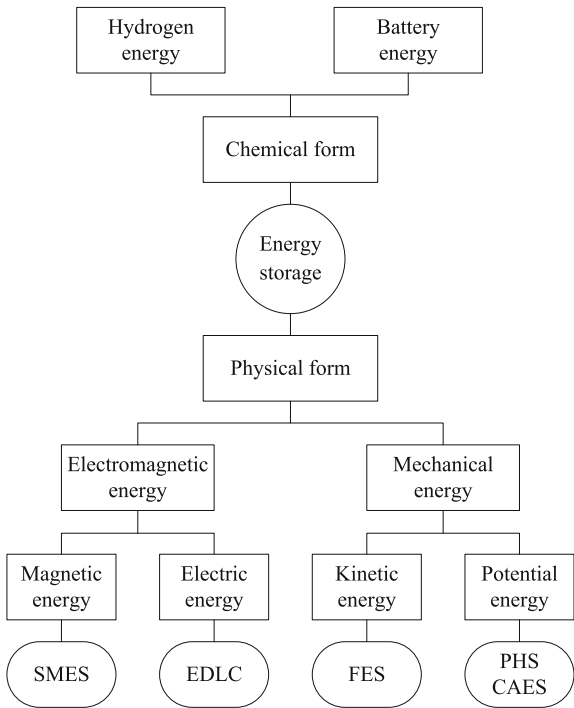 Hydrogen
energy
Battery
energy
Chemical form
Energy
storage
Physical form
Electromagnetic
energy
Mechanical
energy
Magnetic
energy
Electric
energy
Kinetic
energy
Potential
energy
SMES
EDLC
FES
PHS
CAES